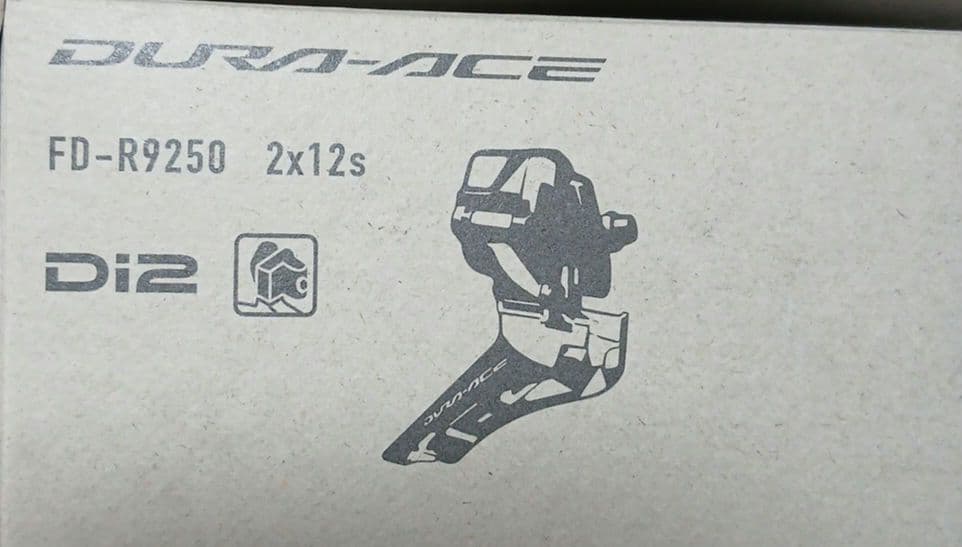 DURA-ACE
FD-R9250 2x12s
Di2
DURA-ACE